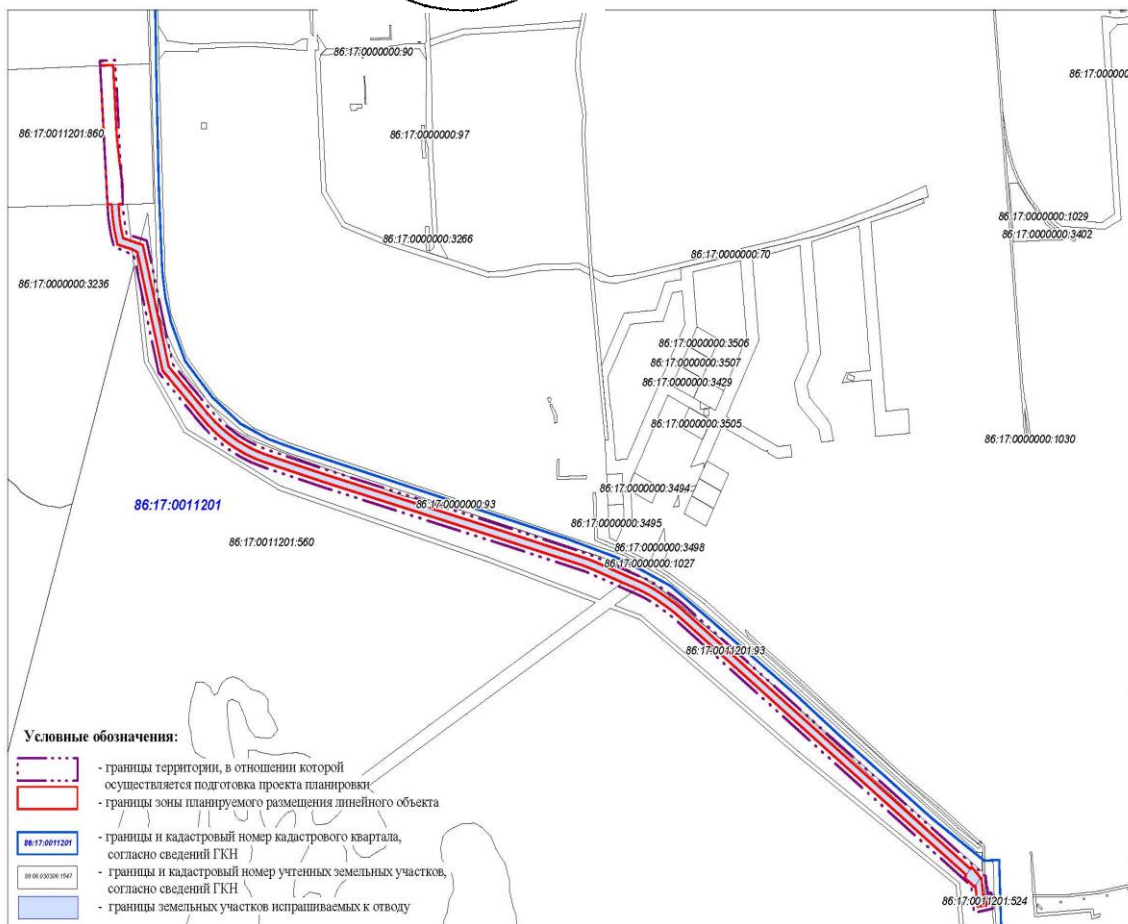 86:17:0000000:90
86:17:000000
86:17:0011201:860
86:17:0000000:97
86:17:0000000:1029
86:17:0000000:3402
86:17:0000000:3266
86:17:0000000:70
86:17:0000000:3236
86:17:0000000:3506
86:17:0000000:3507
86:17:0000000:3429
86:17:0000000:3505
86:17:0000000:1030
86:17:0000000:3494
86:17:0011201
86:17:0000000:93
86:17:0000000:3495
86:17:0011201:560
86:17:0000000:3498
86:17:0000000:1027
86:17:0011201:93
86:17:0011201:524
Условные обозначения:
- границы территории, в отношении которой
осуществляется подготовка проекта планировки
- границы зоны планируемого размещения линейного объекта
86:17:0011201
- границы и кадастровый номер кадастрового квартала,
согласно сведений ГКН
- границы и кадастровый номер учтенных земельных участков,
согласно сведений ГКН
- границы земельных участков испрашиваемых к отводу